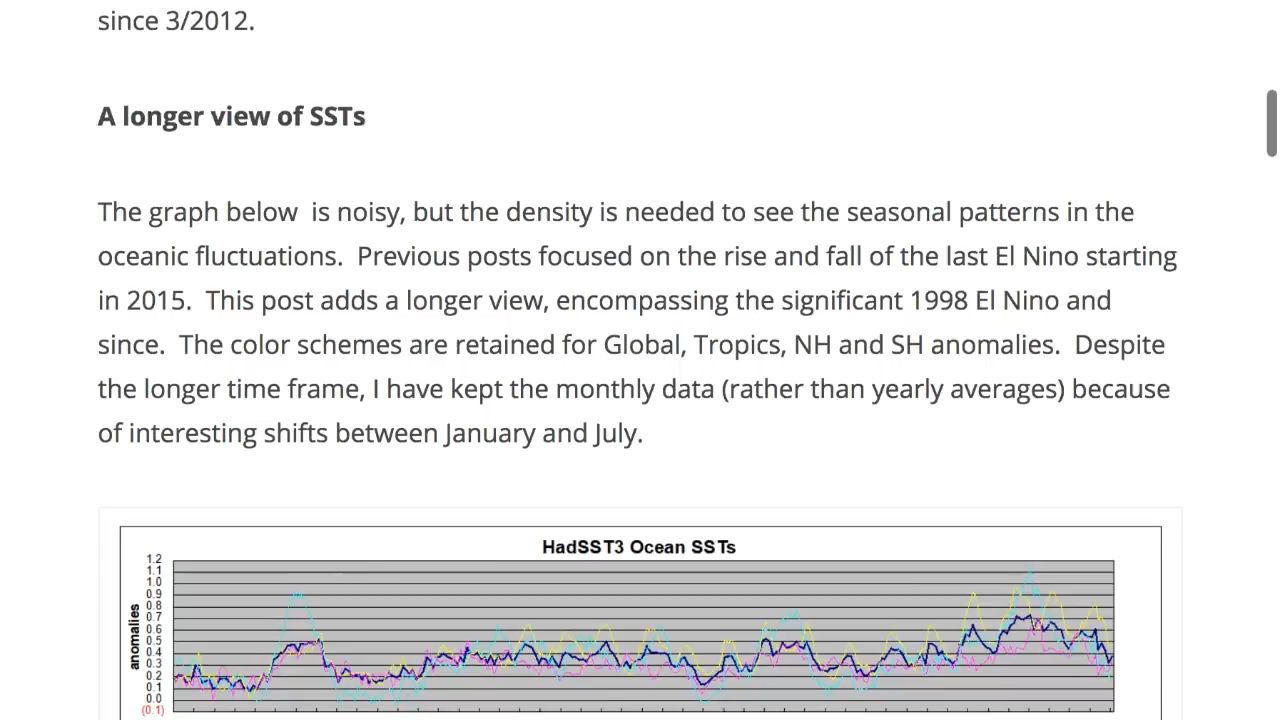 since 3/2012.
A longer view of SSTs
The graph below  is noisy, but the density is needed to see the seasonal patterns in the
oceanic fluctuations.  Previous posts focused on the rise and fall of the last El Nino starting
in 2015.  This post adds a longer view, encompassing the significant 1998 El Nino and
since.  The color schemes are retained for Global, Tropics, NH and SH anomalies.  Despite
the longer time frame, I have kept the monthly data (rather than yearly averages) because
of interesting shifts between January and July.
HadSST3 Ocean SSTs
anomalies
1.2
1.1
1.0
0.9
0.8
0.7
0.6
0.5
0.4
0.3
0.2
0.1
0.0
(0.1)